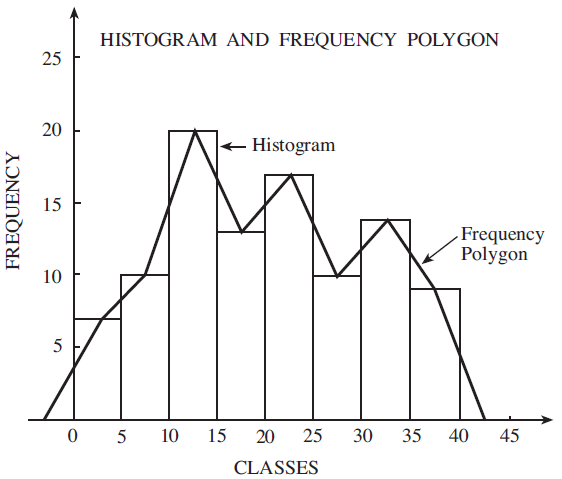 HISTOGRAM AND FREQUENCY POLYGON
25
20
Histogram
15
Frequency
Polygon
10
5
FREQUENCY
0 5 10 15 20 25 30 35 40 45
CLASSES